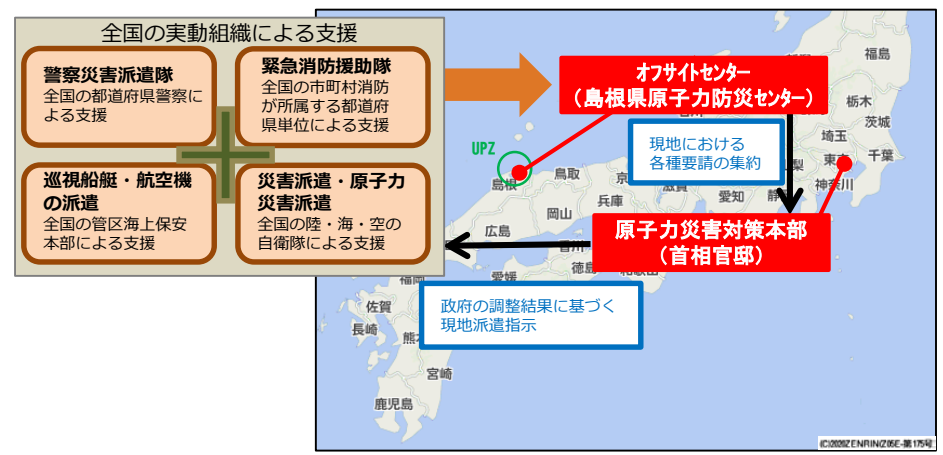 全国の実動組織による支援
警察災害派遣隊
全国の都道府県警察に
よる支援
緊急消防援助隊
全国の市町村消防
が所属する都道府
県単位による支援
巡視船艇・航空機
の派遣
全国の管区海上保安
本部による支援
災害派遣・原子力
災害派遣
全国の陸・海・空の
自衛隊による支援
オフサイトセンター
(島根県原子力防災センター)
現地における
各種要請の集約
原子力災害対策本部
(首相官邸)
政府の調整結果に基づく
現地派遣指示
UPZ
福島
栃木
茨城
埼玉
千葉
神奈川
島根
鳥取
兵庫
岡山
広島
愛知
愛媛
徳島
佐賀
長崎
宮崎
鹿児島
(C)2020ZENRIN(Z05E-第175号)